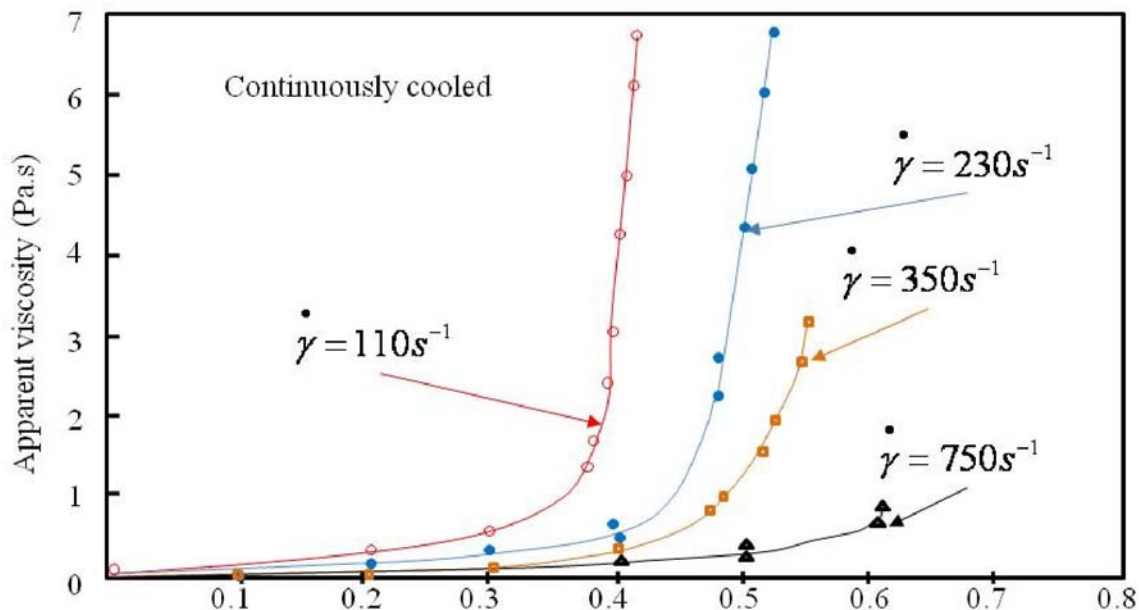 7
Continuously cooled
6
5
γ̇ = 230s⁻¹
4
γ̇ = 350s⁻¹
3
γ̇ = 110s⁻¹
2
γ̇ = 750s⁻¹
1
0
Apparent viscosity (Pa.s)
0.1 0.2 0.3 0.4 0.5 0.6 0.7 0.8